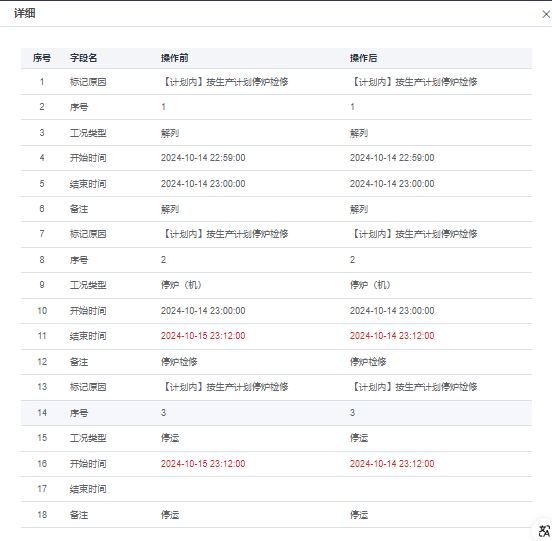 详细
序号 字段名 操作前 操作后
1 标记原因 【计划内】按生产计划停炉检修 【计划内】按生产计划停炉检修
2 序号 1 1
3 工况类型 解列 解列
4 开始时间 2024-10-14 22:59:00 2024-10-14 22:59:00
5 结束时间 2024-10-14 23:00:00 2024-10-14 23:00:00
6 备注 解列 解列
7 标记原因 【计划内】按生产计划停炉检修 【计划内】按生产计划停炉检修
8 序号 2 2
9 工况类型 停炉（机） 停炉（机）
10 开始时间 2024-10-14 23:00:00 2024-10-14 23:00:00
11 结束时间 2024-10-15 23:12:00 2024-10-14 23:12:00
12 备注 停炉检修 停炉检修
13 标记原因 【计划内】按生产计划停炉检修 【计划内】按生产计划停炉检修
14 序号 3 3
15 工况类型 停运 停运
16 开始时间 2024-10-15 23:12:00 2024-10-14 23:12:00
17 结束时间
18 备注 停运 停运